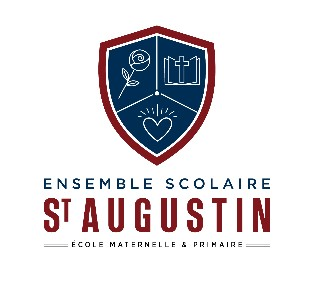 ENSEMBLE SCOLAIRE
ST AUGUSTIN
ÉCOLE MATERNELLE & PRIMAIRE